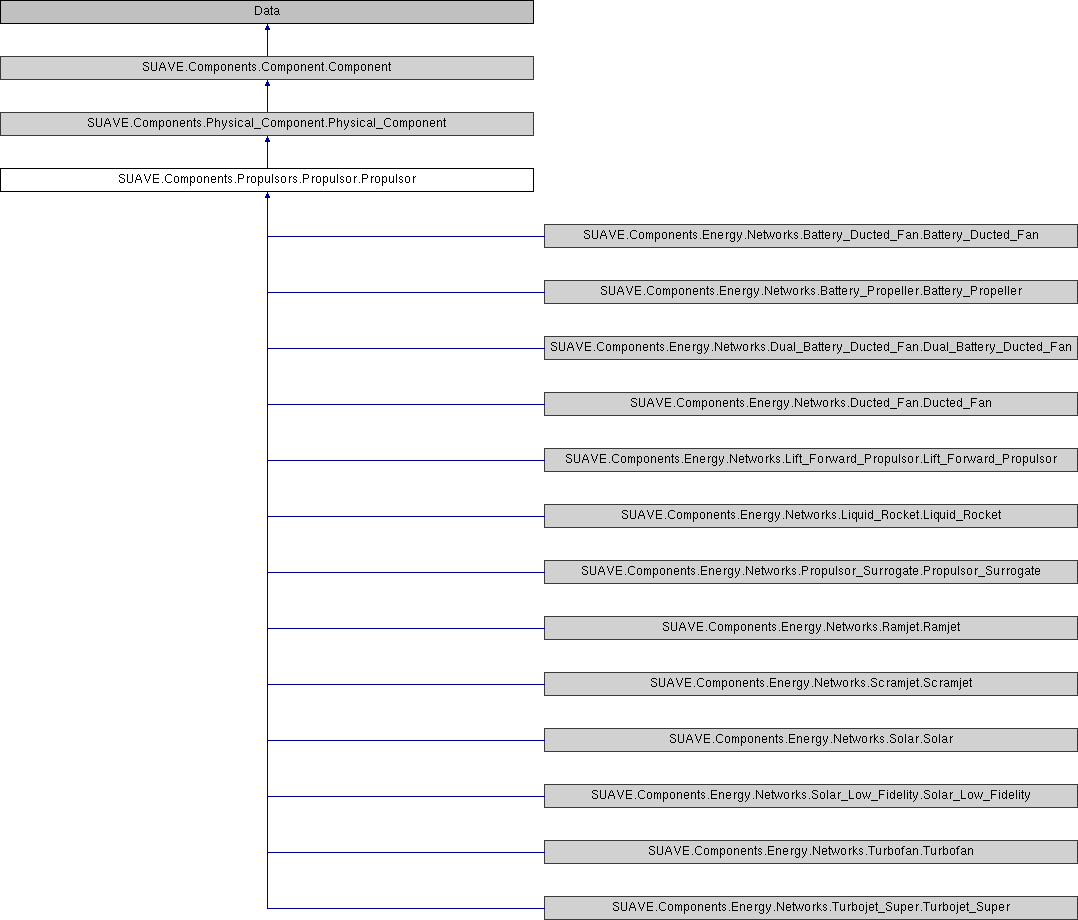 Data
SUAVE.Components.Component.Component
SUAVE.Components.Physical_Component.Physical_Component
SUAVE.Components.Propulsors.Propulsor.Propulsor
SUAVE.Components.Energy.Networks.Battery_Ducted_Fan.Battery_Ducted_Fan
SUAVE.Components.Energy.Networks.Battery_Propeller.Battery_Propeller
SUAVE.Components.Energy.Networks.Dual_Battery_Ducted_Fan.Dual_Battery_Ducted_Fan
SUAVE.Components.Energy.Networks.Ducted_Fan.Ducted_Fan
SUAVE.Components.Energy.Networks.Lift_Forward_Propulsor.Lift_Forward_Propulsor
SUAVE.Components.Energy.Networks.Liquid_Rocket.Liquid_Rocket
SUAVE.Components.Energy.Networks.Propulsor_Surrogate.Propulsor_Surrogate
SUAVE.Components.Energy.Networks.Ramjet.Ramjet
SUAVE.Components.Energy.Networks.Scramjet.Scramjet
SUAVE.Components.Energy.Networks.Solar.Solar
SUAVE.Components.Energy.Networks.Solar_Low_Fidelity.Solar_Low_Fidelity
SUAVE.Components.Energy.Networks.Turbofan.Turbofan
SUAVE.Components.Energy.Networks.Turbojet_Super.Turbojet_Super